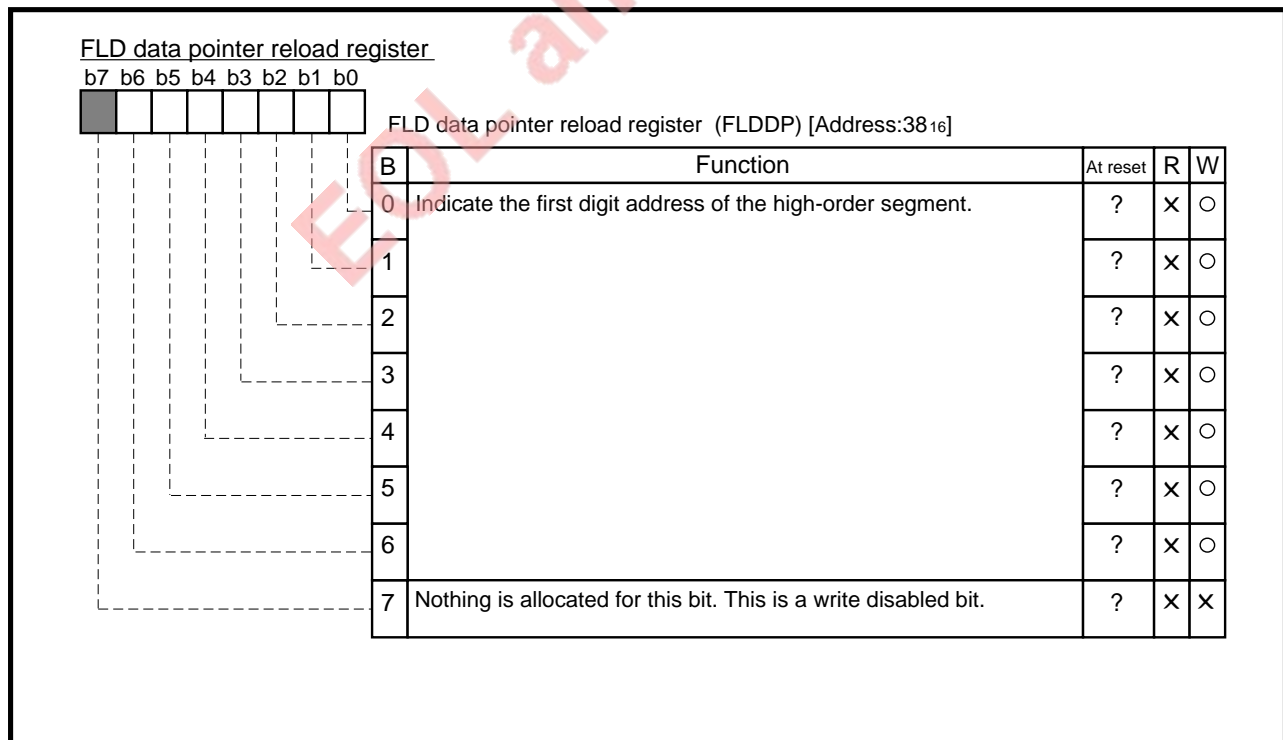 FLD data pointer reload register
b7 b6 b5 b4 b3 b2 b1 b0
FLD data pointer reload register (FLDDP) [Address:3816]
B Function At reset R W
0 Indicate the first digit address of the high-order segment. ? X O
1 ? X O
2 ? X O
3 ? X O
4 ? X O
5 ? X O
6 ? X O
7 Nothing is allocated for this bit. This is a write disabled bit. ? X X
EOL an